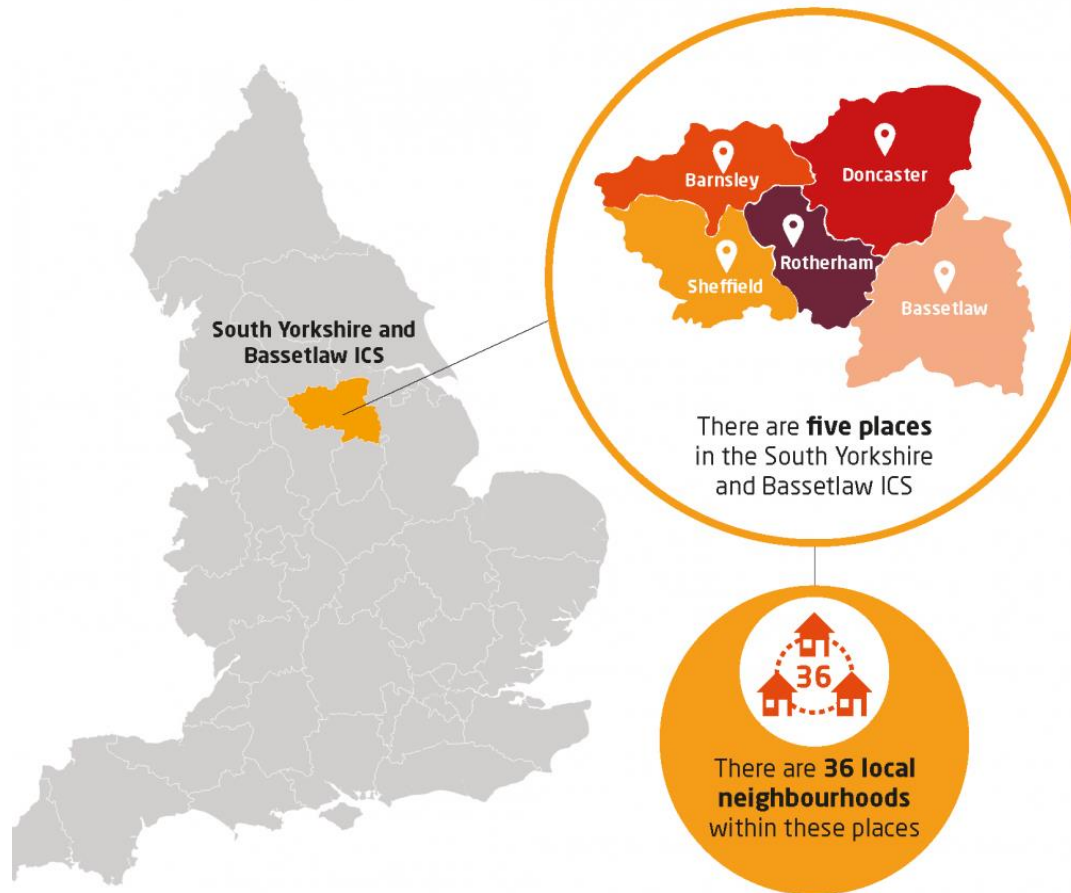 South Yorkshire and
Bassetlaw ICS
Barnsley
Doncaster
Rotherham
Sheffield
Bassetlaw
There are five places
in the South Yorkshire
and Bassetlaw ICS
36
There are 36 local
neighbourhoods
within these places